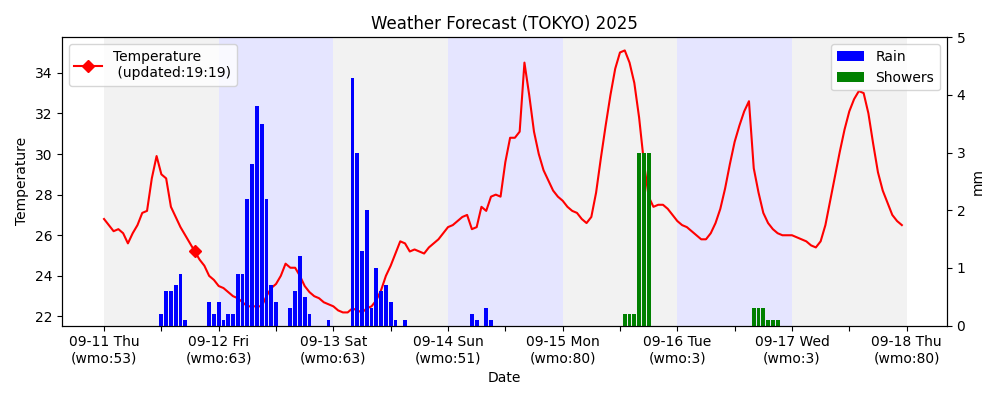 Weather Forecast (TOKYO) 2025
Temperature
(updated:19:19)
Rain
Showers
Temperature
34
32
30
28
26
24
22
5
4
3
2
1
0
mm
09-11 Thu
(wmo:53)
09-12 Fri
(wmo:63)
09-13 Sat
(wmo:63)
09-14 Sun
(wmo:51)
09-15 Mon
(wmo:80)
09-16 Tue
(wmo:3)
09-17 Wed
(wmo:3)
09-18 Thu
(wmo:80)
Date